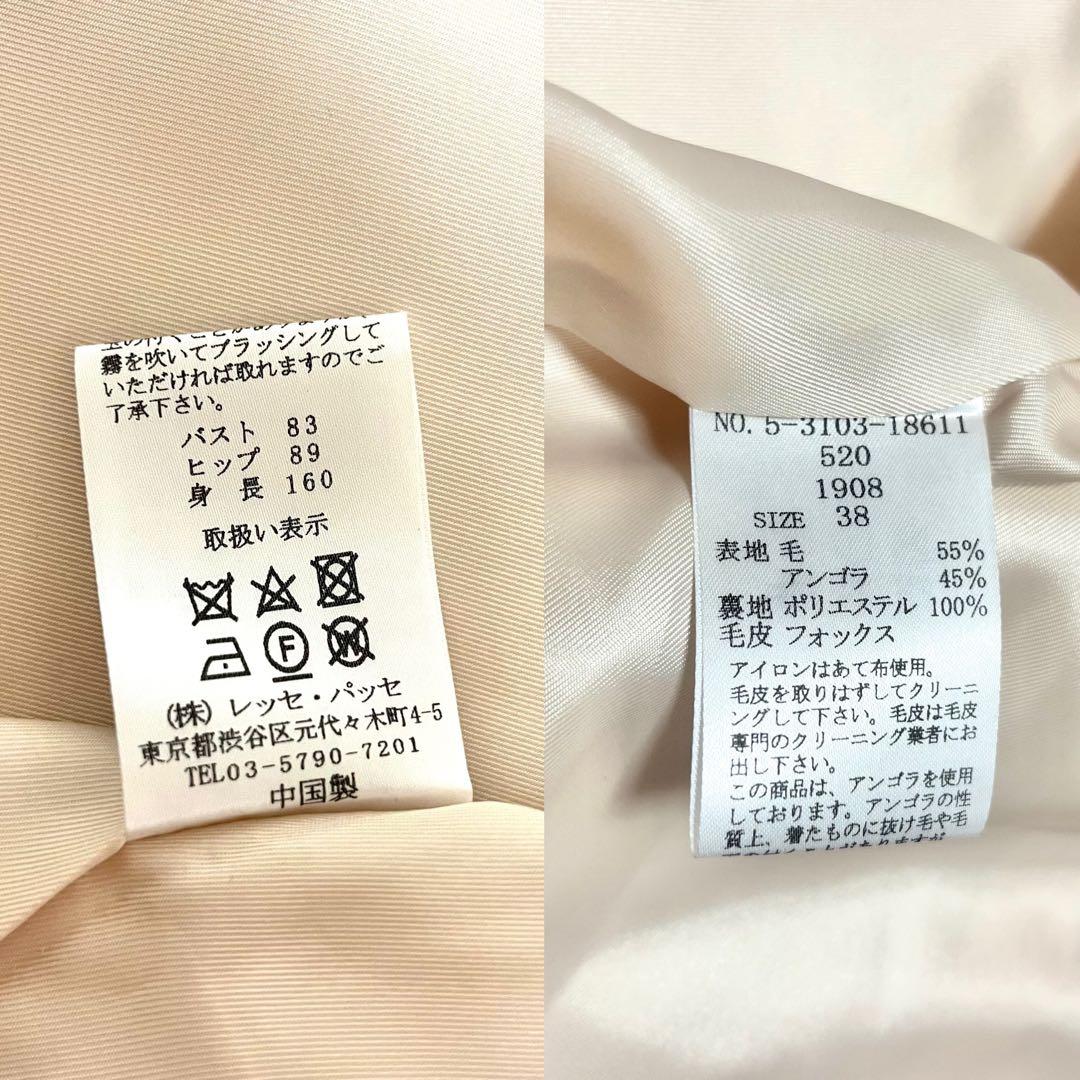 霧を吹いてブラッシングして
いただければ取れますのでご
了承下さい。
バスト 83
ヒップ 89
身 長 160
取扱い表示
F
W
(株) レッセ・パッセ
東京都渋谷区元代々木町4-5
TEL03-5790-7201
中国製
NO. 5-3103-18611
520
1908
SIZE 38
表地 毛 55%
アンゴラ 45%
裏地 ポリエステル 100%
毛皮 フォックス
アイロンはあて布使用。
毛皮を取りはずしてクリーニ
ングして下さい。毛皮は毛皮
専門のクリーニング業者にお
出し下さい。
この商品は、アンゴラを使用
しております。アンゴラの性
質上、着たものに抜け毛や毛